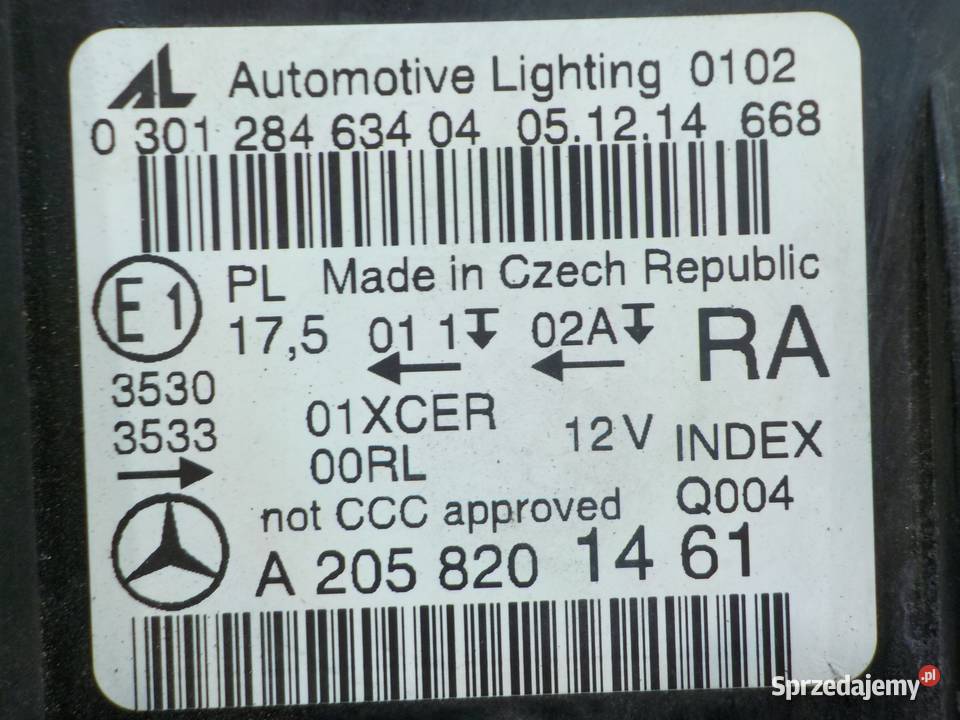 AL Automotive Lighting 0102
0 301 284 634 04 05.12.14 668
E1 PL Made in Czech Republic
17,5 01 1 02A RA
3530
01XCER
3533 12V INDEX
00RL
not CCC approved Q004
A 205 820 1461
Sprzedajemy.pl